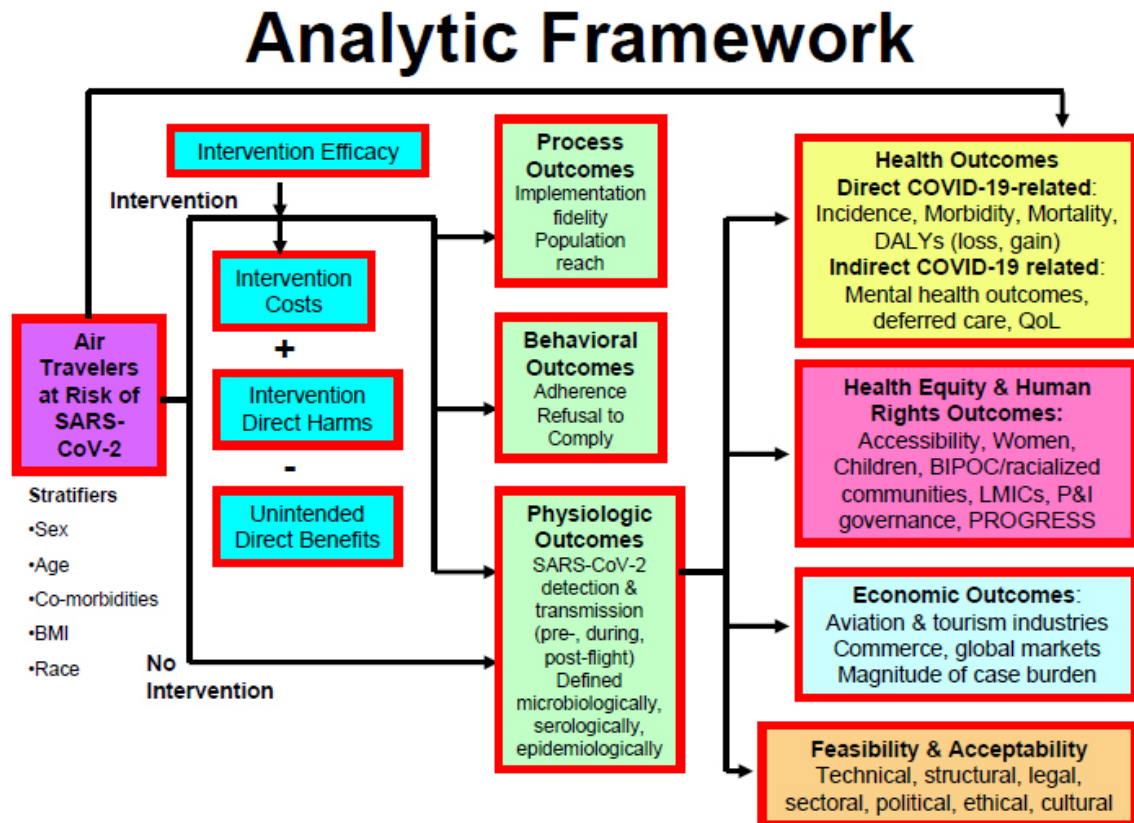 Analytic Framework
Intervention Efficacy
Intervention
Intervention
Costs
+
Intervention
Direct Harms
-
Unintended
Direct Benefits
Air
Travelers
at Risk of
SARS-
CoV-2
Stratifiers
•Sex
•Age
•Co-morbidities
•BMI
•Race
No
Intervention
Process
Outcomes
Implementation
fidelity
Population
reach
Behavioral
Outcomes
Adherence
Refusal to
Comply
Physiologic
Outcomes
SARS-CoV-2
detection &
transmission
(pre-, during,
post-flight)
Defined
microbiologically,
serologically,
epidemiologically
Health Outcomes
Direct COVID-19-related:
Incidence, Morbidity, Mortality,
DALYs (loss, gain)
Indirect COVID-19 related:
Mental health outcomes,
deferred care, QoL
Health Equity & Human
Rights Outcomes:
Accessibility, Women,
Children, BIPOC/racialized
communities, LMICs, P&I
governance, PROGRESS
Economic Outcomes:
Aviation & tourism industries
Commerce, global markets
Magnitude of case burden
Feasibility & Acceptability
Technical, structural, legal,
sectoral, political, ethical, cultural